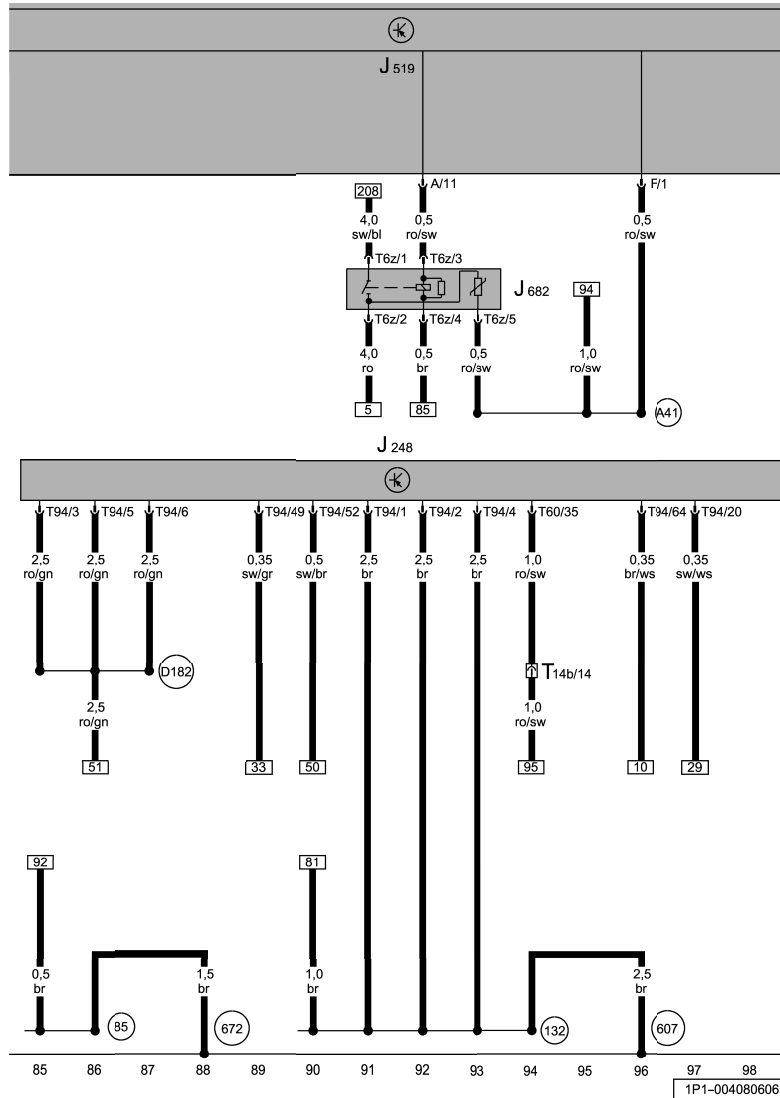 J 519
208
A/11
F/1
4,0
sw/bl
0,5
ro/sw
0,5
ro/sw
T6z/1
T6z/3
J 682
94
T6z/2
T6z/4
T6z/5
4,0
ro
0,5
br
0,5
ro/sw
1,0
ro/sw
5
85
A41
J 248
T94/3
T94/5
T94/6
T94/49
T94/52
T94/1
T94/2
T94/4
T60/35
T94/64
T94/20
2,5
ro/gn
2,5
ro/gn
2,5
ro/gn
0,35
sw/gr
0,5
sw/br
2,5
br
2,5
br
2,5
br
1,0
ro/sw
0,35
br/ws
0,35
sw/ws
D182
T14b/14
2,5
ro/gn
1,0
ro/sw
51
33
50
95
10
29
92
81
0,5
br
1,5
br
1,0
br
2,5
br
85
672
132
607
85 86 87 88 89 90 91 92 93 94 95 96 97 98
1P1-004080606